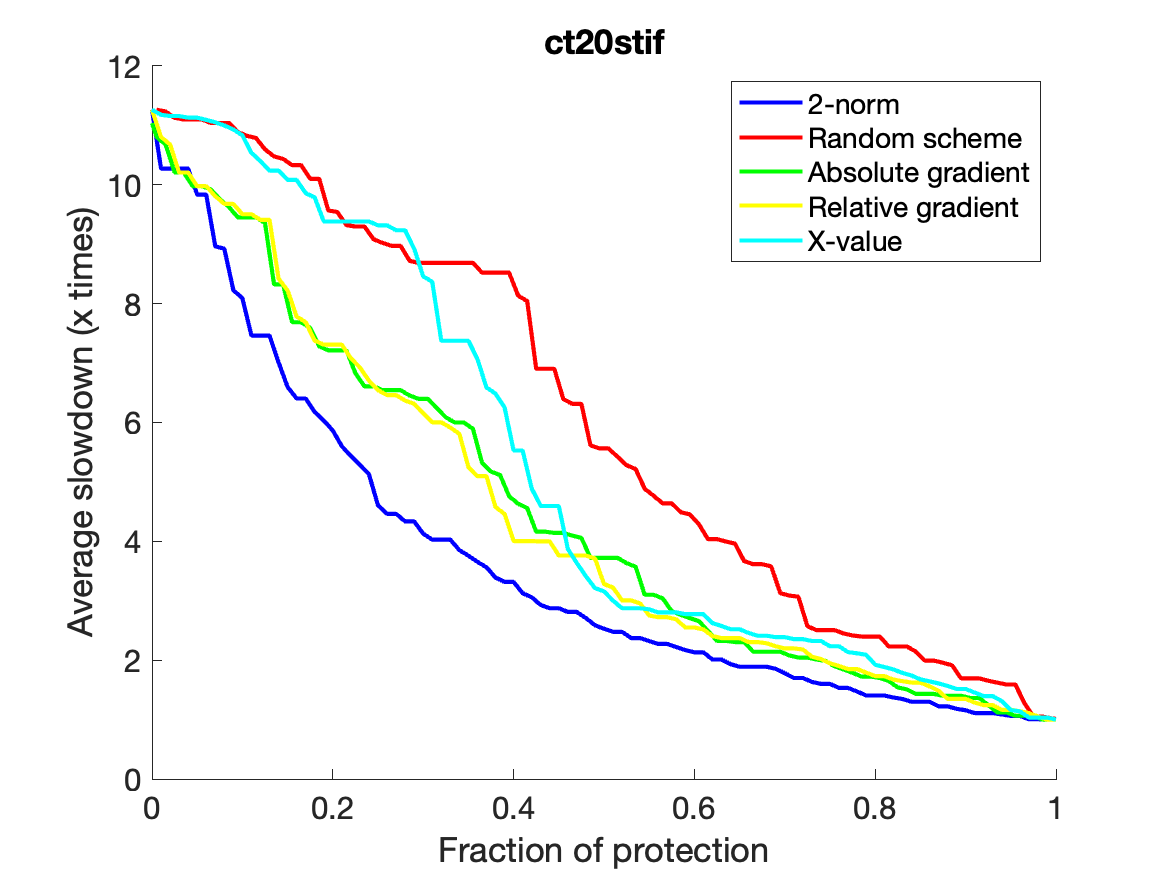 ct20stif
12
10
8
6
4
2
0
Average slowdown (x times)
2-norm
Random scheme
Absolute gradient
Relative gradient
X-value
0
0.2
0.4
0.6
0.8
1
Fraction of protection